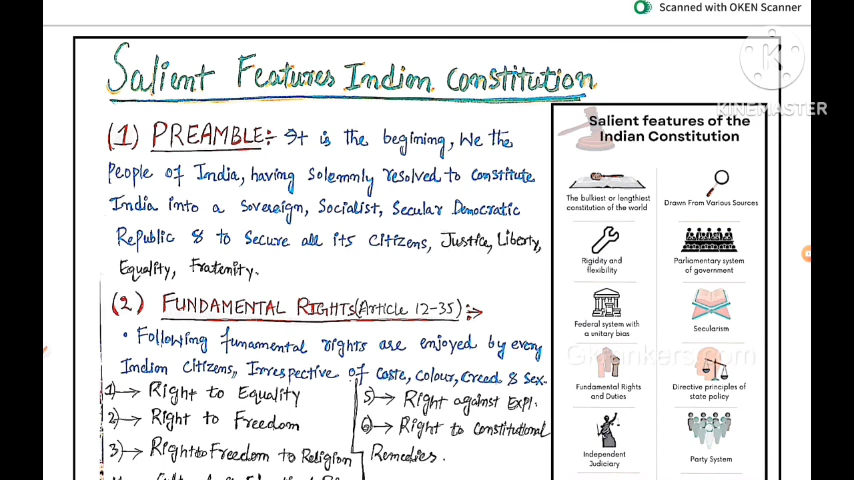 Scanned with OKEN Scanner
Salient Features Indian Constitution
KINEMASTER
(1) PREAMBLE:- It is the begining, We the
People of India, having solemnly resolved to constitute
India into a Sovereign, Socialist, Secular Democratic
Republic & to Secure all its Citizens, Justice, Liberty,
Equality, Fraternity.
(2) FUNDAMENTAL RIGHTS (Article 12-35) :->
• Following funamental rights are enjoyed by every
Indian Citizens, Irrespective of Caste, Colour, Creed & Sex.
1) → Right to Equality
2) → Right to Freedom
3) → Right to Freedom to Religion
5) → Right against Expl.
6) → Right to Constitutional
Remedies.
Salient features of the
Indian Constitution
The bulkiest or lengthiest
constitution of the world
Drawn From Various Sources
Rigidity and
flexibility
Parliamentary system
of government
Federal system with
a unitary bias
Secularism
Fundamental Rights
and Duties
Directive principles of
state policy
Independent
Judiciary
Party System